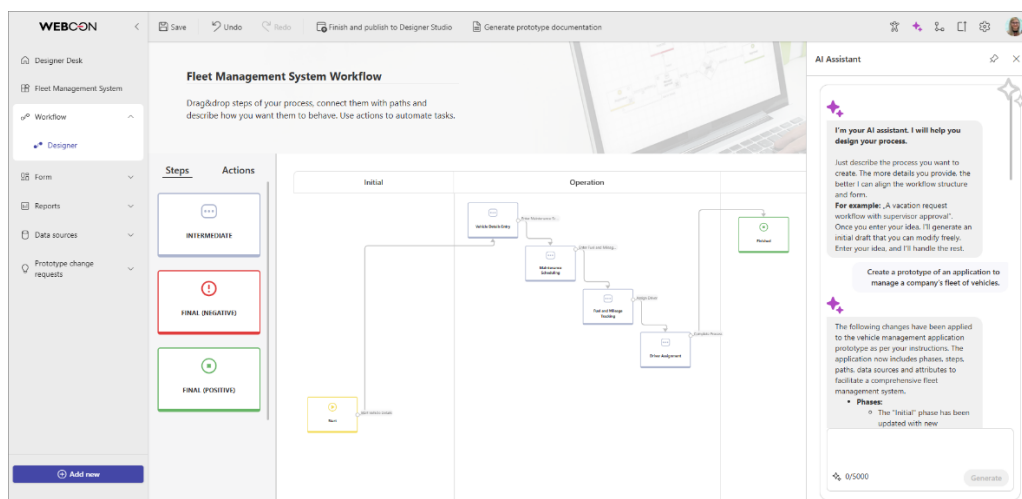 WEBCON
Save
Undo
Redo
Finish and publish to Designer Studio
Generate prototype documentation
Designer Desk
Fleet Management System
Workflow
Designer
Form
Reports
Data sources
Prototype change
requests
Add new
Fleet Management System Workflow
Drag&drop steps of your process, connect them with paths and
describe how you want them to behave. Use actions to automate tasks.
Steps
Actions
INTERMEDIATE
FINAL (NEGATIVE)
FINAL (POSITIVE)
Initial
Operation
Vehicle Details Entry
Maintenance
Scheduling
Fuel and Mileage
Tracking
Assign Driver
Driver Assignment
Finished
Start
AI Assistant
I'm your AI assistant. I will help you
design your process.
Just describe the process you want to
create. The more details you provide, the
better I can align the workflow structure
and form.
For example: „A vacation request
workflow with supervisor approval".
Once you enter your idea, I'll generate an
initial draft that you can modify freely.
Enter your idea, and I'll handle the rest.
Create a prototype of an application to
manage a company's fleet of vehicles.
The following changes have been applied
to the vehicle management application
prototype as per your instructions. The
application now includes phases, steps,
paths, data sources and attributes to
facilitate a comprehensive fleet
management system.
• Phases:
The "Initial" phase has been
updated with new
0/5000
Generate